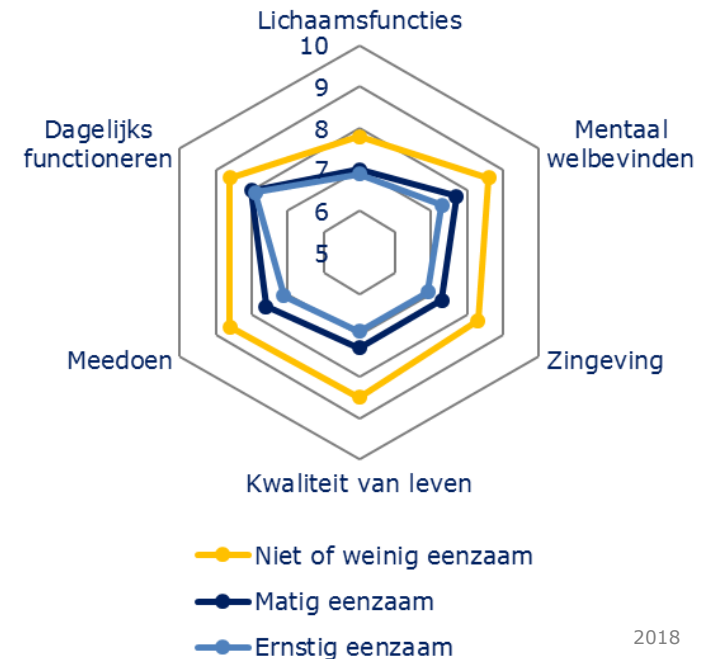 Lichaamsfuncties
10
9
8
7
6
5
Mentaal
welbevinden
Zingeving
Kwaliteit van leven
Meedoen
Dagelijks
functioneren
Niet of weinig eenzaam
Matig eenzaam
Ernstig eenzaam
2018